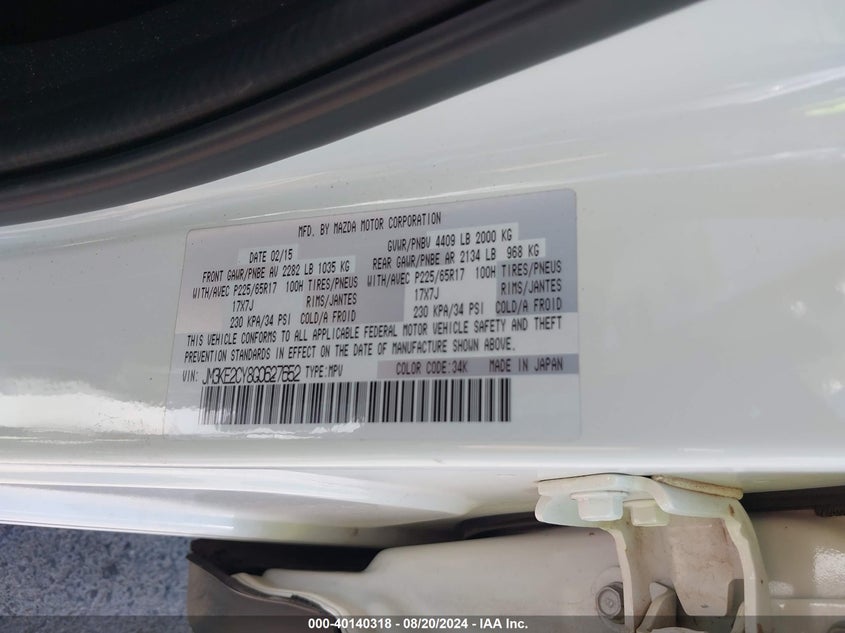 MFD. BY MAZDA MOTOR CORPORATION
DATE 02/15 GVWR/PNBV 4409 LB 2000 KG
FRONT GAWR/PNBE AV 2282 LB 1035 KG REAR GAWR/PNBE AR 2134 LB 968 KG
WITH/AVEC P225/65R17 100H TIRES/PNEUS WITH/AVEC P225/65R17 100H TIRES/PNEUS
17X7J RIMS/JANTES 17X7J RIMS/JANTES
230 KPA/34 PSI COLD/A FROID 230 KPA/34 PSI COLD/A FROID
THIS VEHICLE CONFORMS TO ALL APPLICABLE FEDERAL MOTOR VEHICLE SAFETY AND THEFT
PREVENTION STANDARDS IN EFFECT ON THE DATE OF MANUFACTURE SHOWN ABOVE.
VIN: JM3KE2CY8G0527652 TYPE:MPV COLOR CODE:34K MADE IN JAPAN
000-40140318 - 08/20/2024 - IAA Inc.